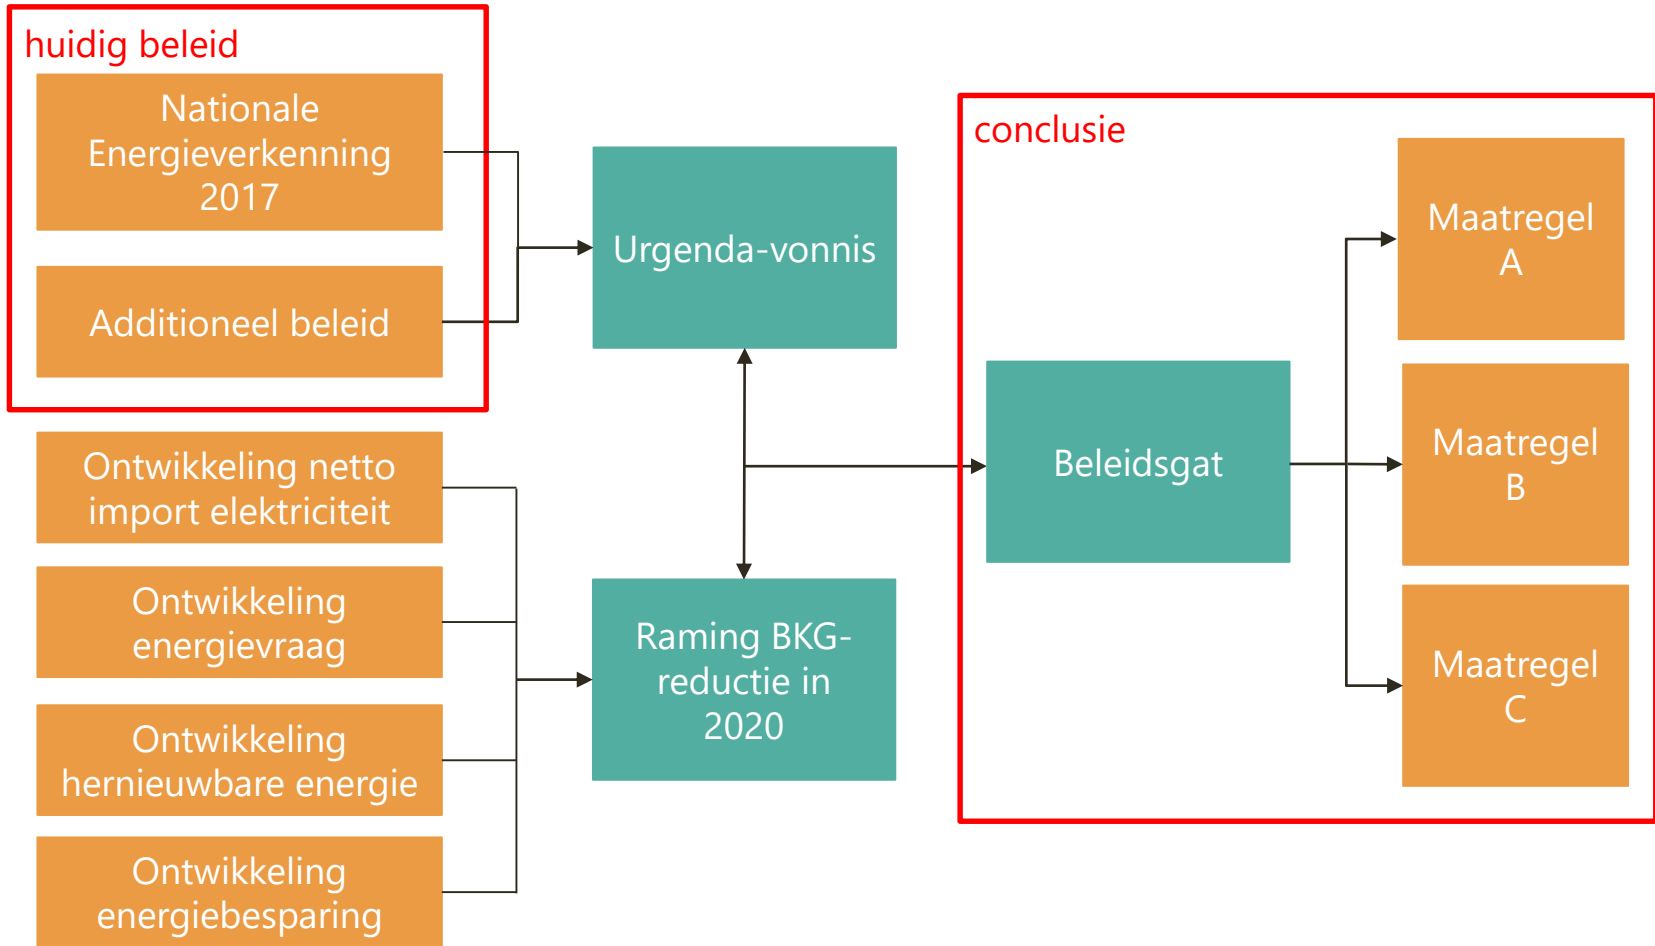 huidig beleid
Nationale
Energieverkenning
2017
Additioneel beleid
Ontwikkeling netto
import elektriciteit
Ontwikkeling
energievraag
Ontwikkeling
hernieuwbare energie
Ontwikkeling
energiebesparing
Urgenda-vonnis
Raming BKG-
reductie in
2020
conclusie
Beleidsgat
Maatregel
A
Maatregel
B
Maatregel
C